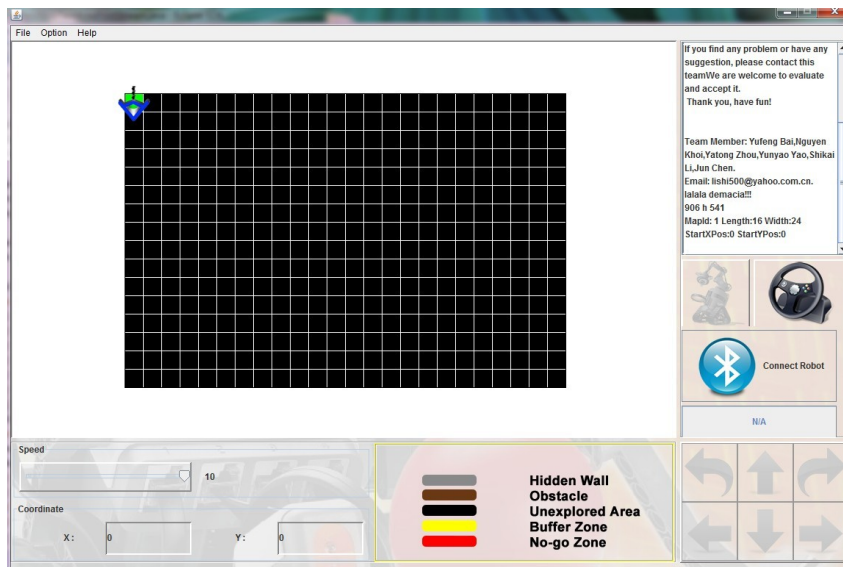 File Option Help
If you find any problem or have any
suggestion, please contact this
teamWe are welcome to evaluate
and accept it.
Thank you, have fun!
Team Member: Yufeng Bai,Nguyen
Khoi,Yatong Zhou,Yunyao Yao,Shikai
Li,Jun Chen.
Email: lishi500@yahoo.com.cn.
lalala demacia!!!
906 h 541
MapId: 1 Length:16 Width:24
StartXPos:0 StartYPos:0
Connect Robot
N/A
Speed
10
Coordinate
X: 0 Y: 0
Hidden Wall
Obstacle
Unexplored Area
Buffer Zone
No-go Zone